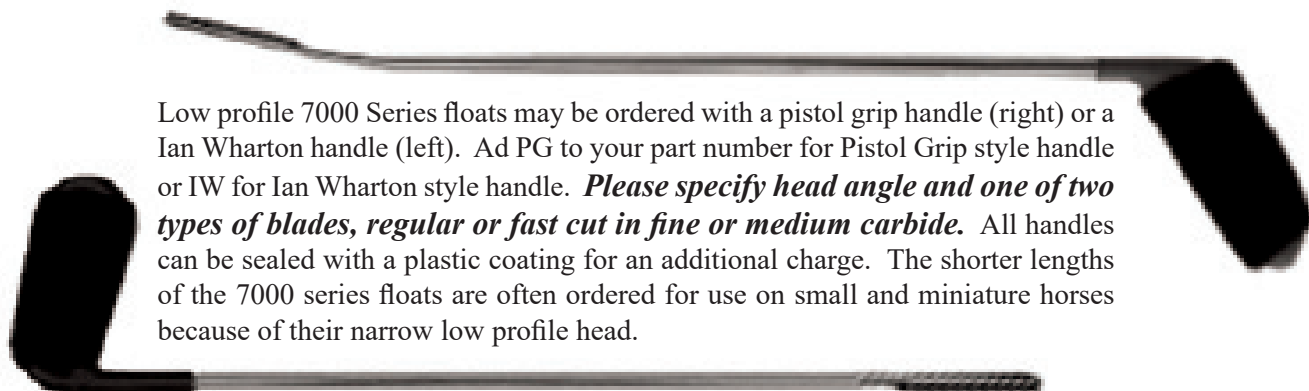 Low profile 7000 Series floats may be ordered with a pistol grip handle (right) or a
Ian Wharton handle (left).  Ad PG to your part number for Pistol Grip style handle
or IW for Ian Wharton style handle.  Please specify head angle and one of two
types of blades, regular or fast cut in fine or medium carbide.  All handles
can be sealed with a plastic coating for an additional charge.  The shorter lengths
of the 7000 series floats are often ordered for use on small and miniature horses
because of their narrow low profile head.